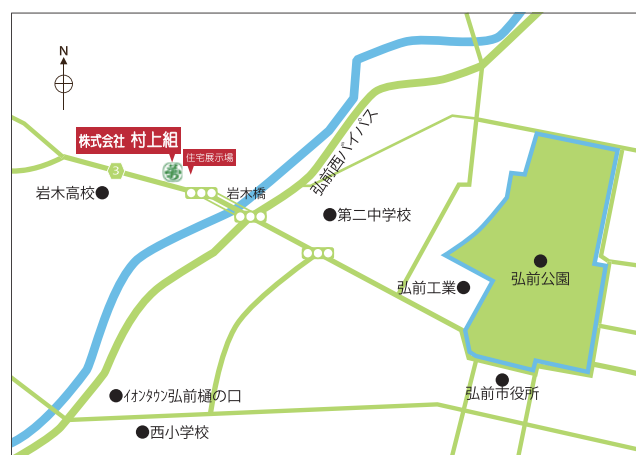 N
株式会社 村上組
住宅展示場
3
岩木高校
岩木橋
弘前西バイパス
第二中学校
弘前工業
弘前公園
弘前市役所
イオンタウン弘前樋の口
西小学校